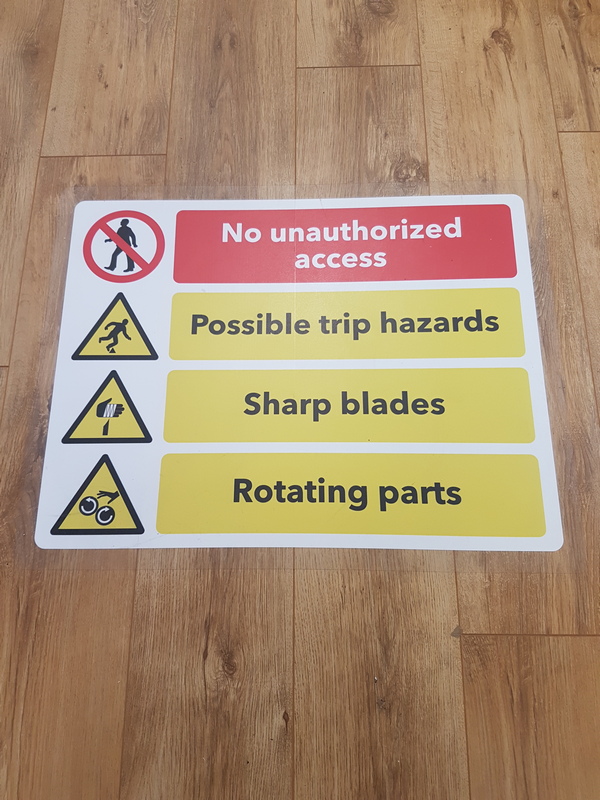 No unauthorized
access
Possible trip hazards
Sharp blades
Rotating parts